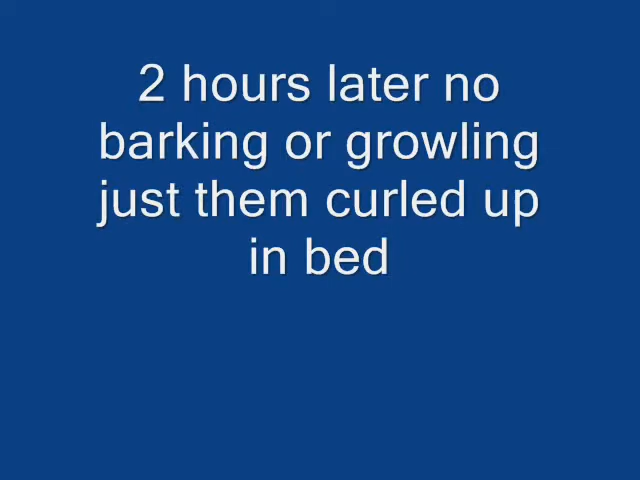 2 hours later no
barking or growling
just them curled up
in bed